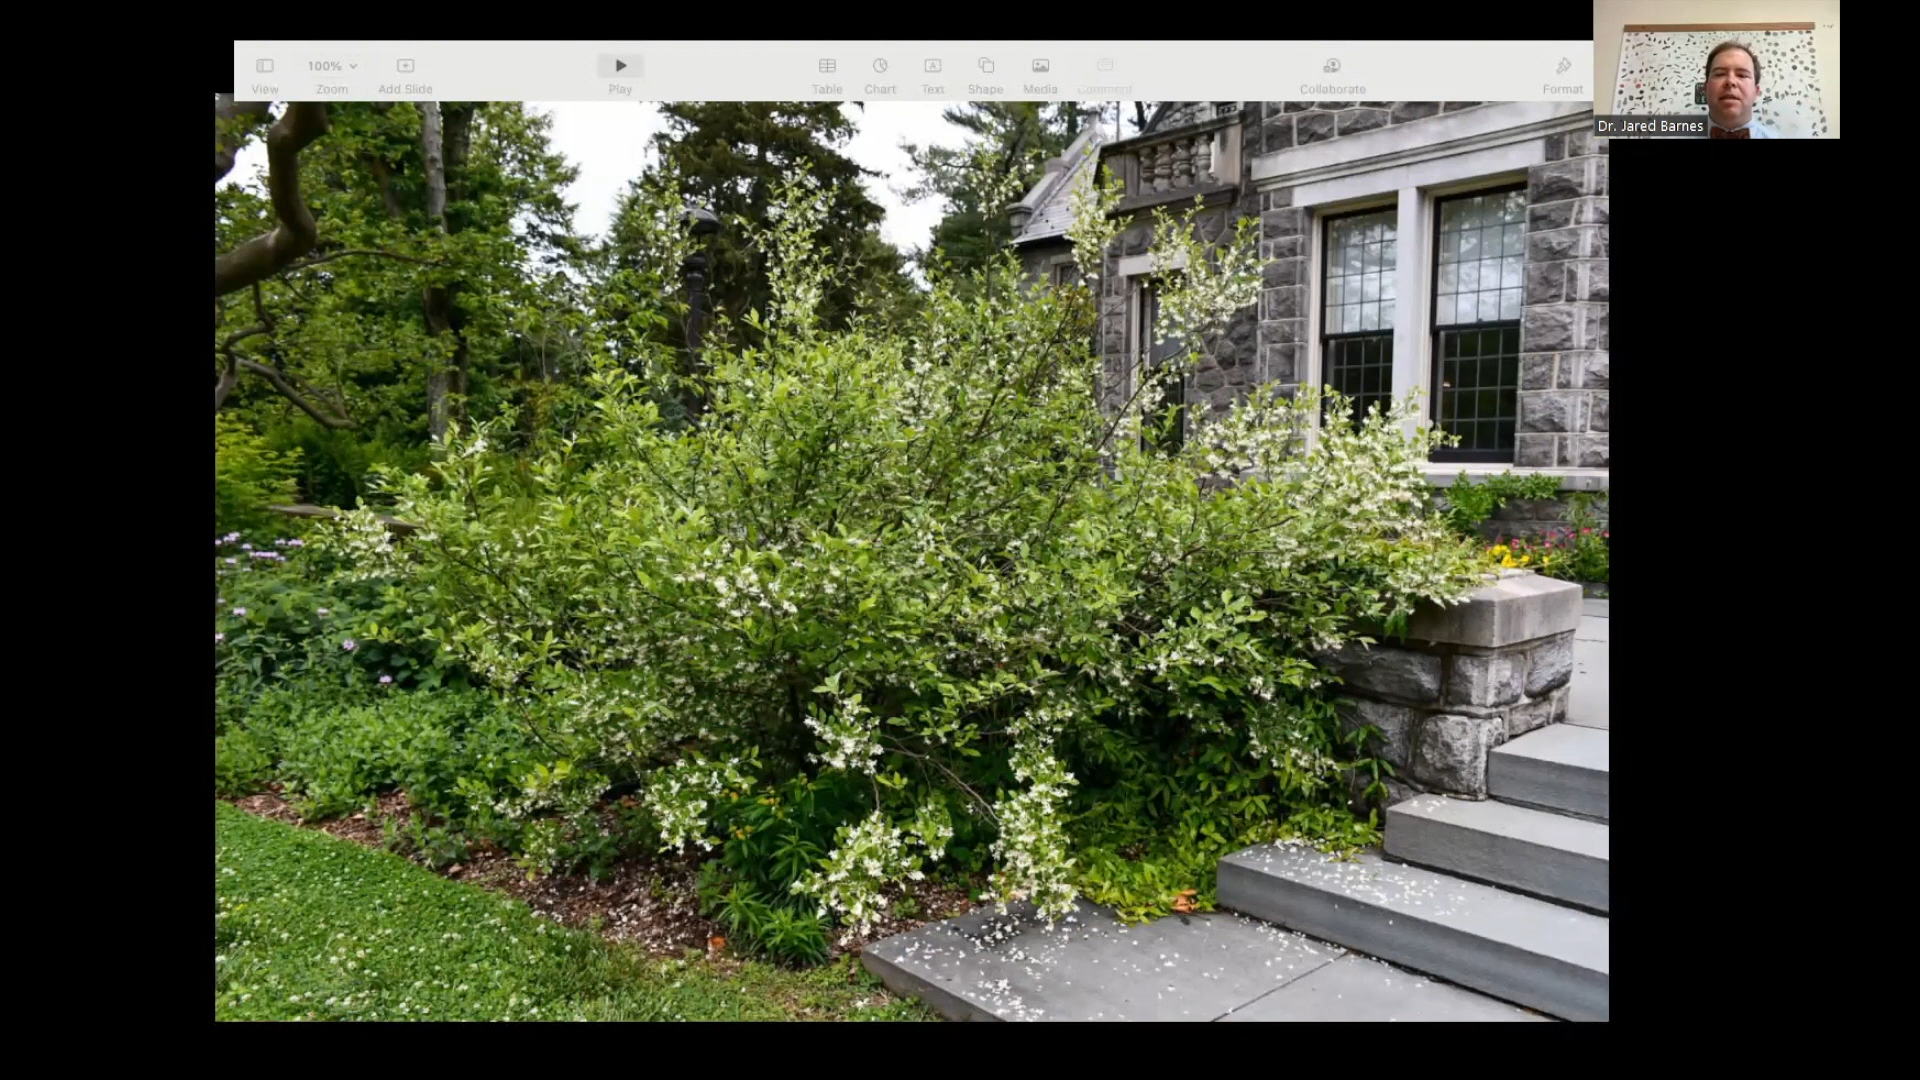 100%
View
Zoom
Add Slide
Play
Table
Chart
Text
Shape
Media
Comment
Collaborate
Format
Dr. Jared Barnes